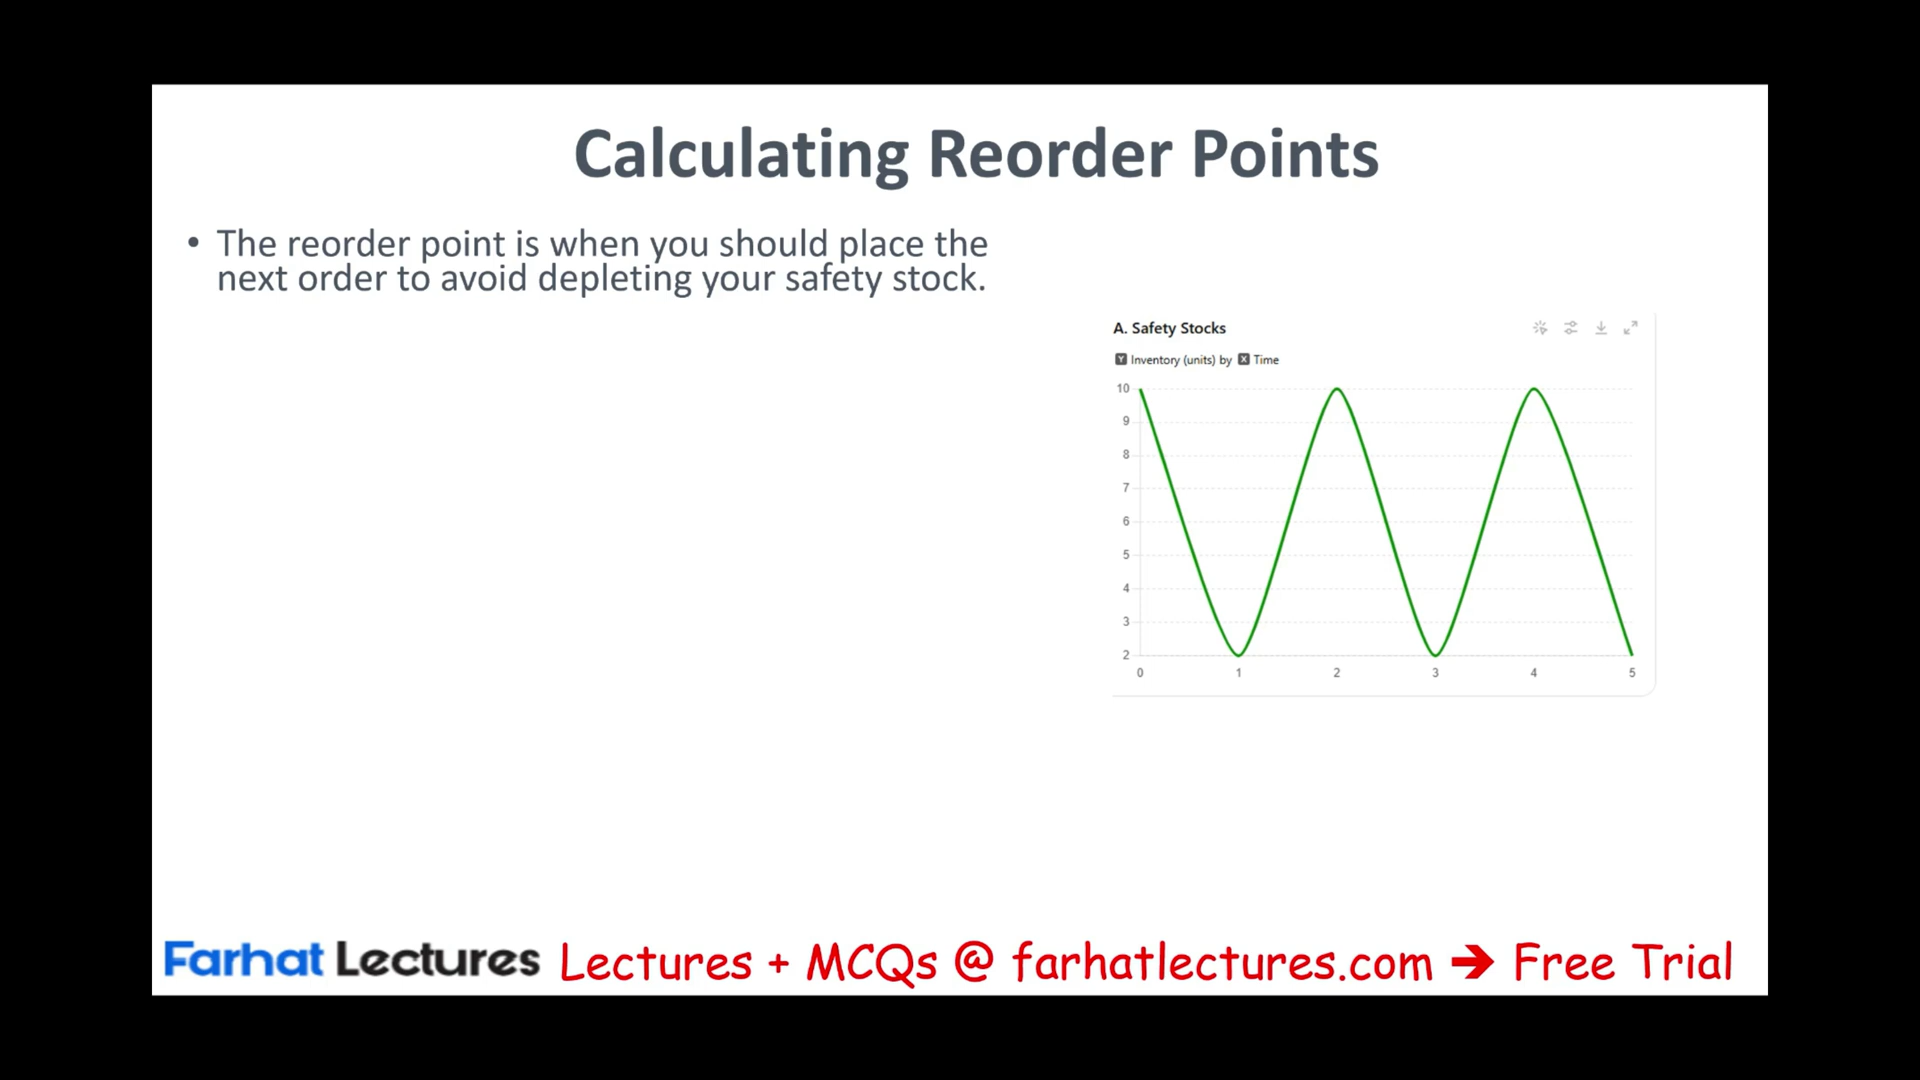 Calculating Reorder Points
• The reorder point is when you should place the
next order to avoid depleting your safety stock.
A. Safety Stocks
Y Inventory (units) by X Time
10
9
8
7
6
5
4
3
2
0 1 2 3 4 5
Farhat Lectures Lectures + MCQs @ farhatlectures.com ➔ Free Trial